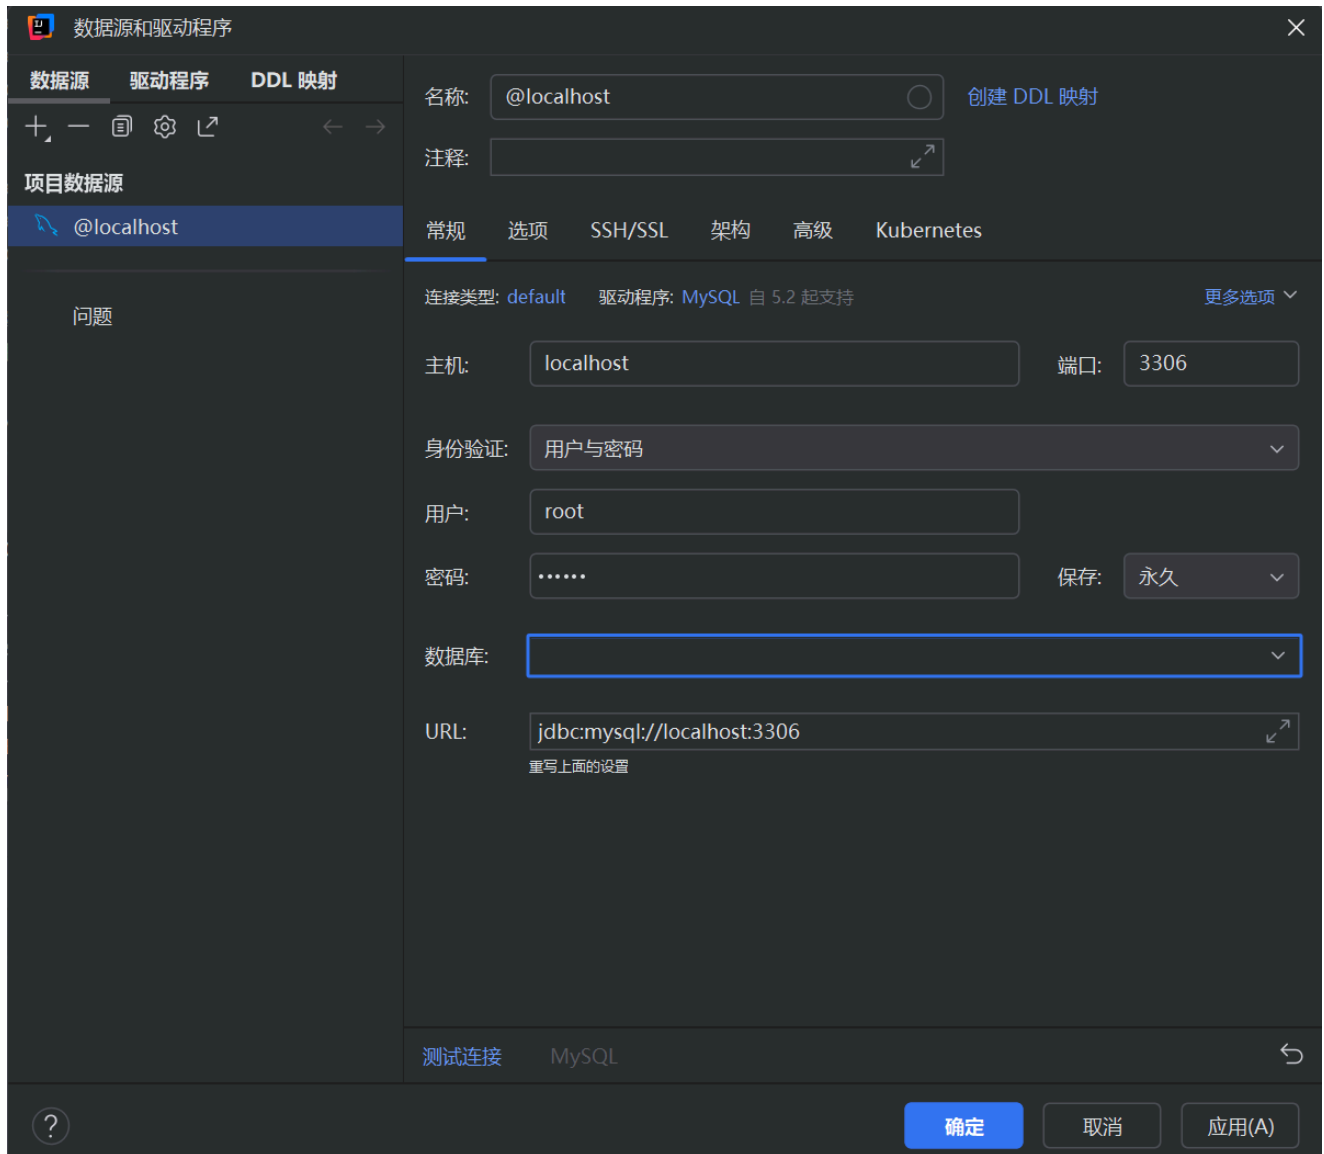 数据源和驱动程序
数据源 驱动程序 DDL 映射
项目数据源
@localhost
问题
名称: @localhost 创建 DDL 映射
注释:
常规 选项 SSH/SSL 架构 高级 Kubernetes
连接类型: default 驱动程序: MySQL 自 5.2 起支持 更多选项
主机: localhost 端口: 3306
身份验证: 用户与密码
用户: root
密码: •••••• 保存: 永久
数据库:
URL: jdbc:mysql://localhost:3306
重写上面的设置
测试连接 MySQL
? 确定 取消 应用(A)